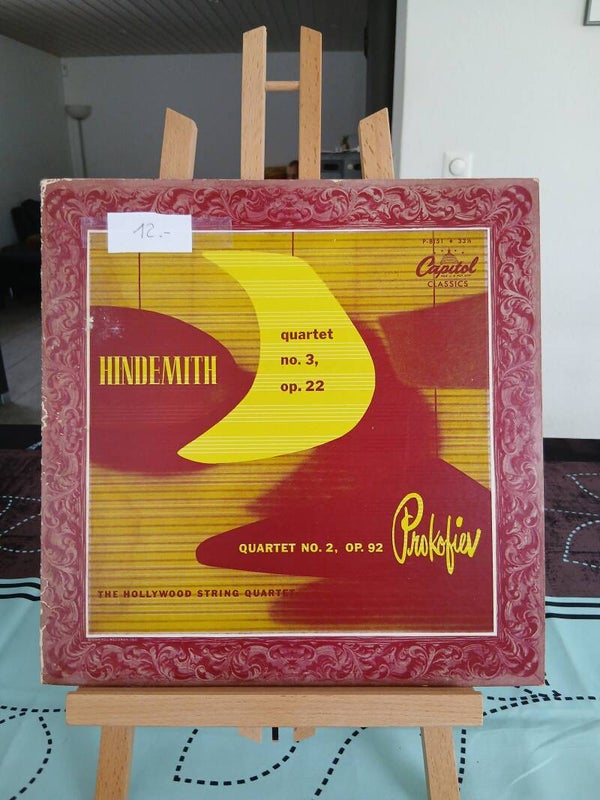 12.-
P-8151 • 33⅓
Capitol
CLASSICS
quartet
no. 3,
op. 22
HINDEMITH
QUARTET NO. 2, OP. 92
Prokofiev
THE HOLLYWOOD STRING QUARTET